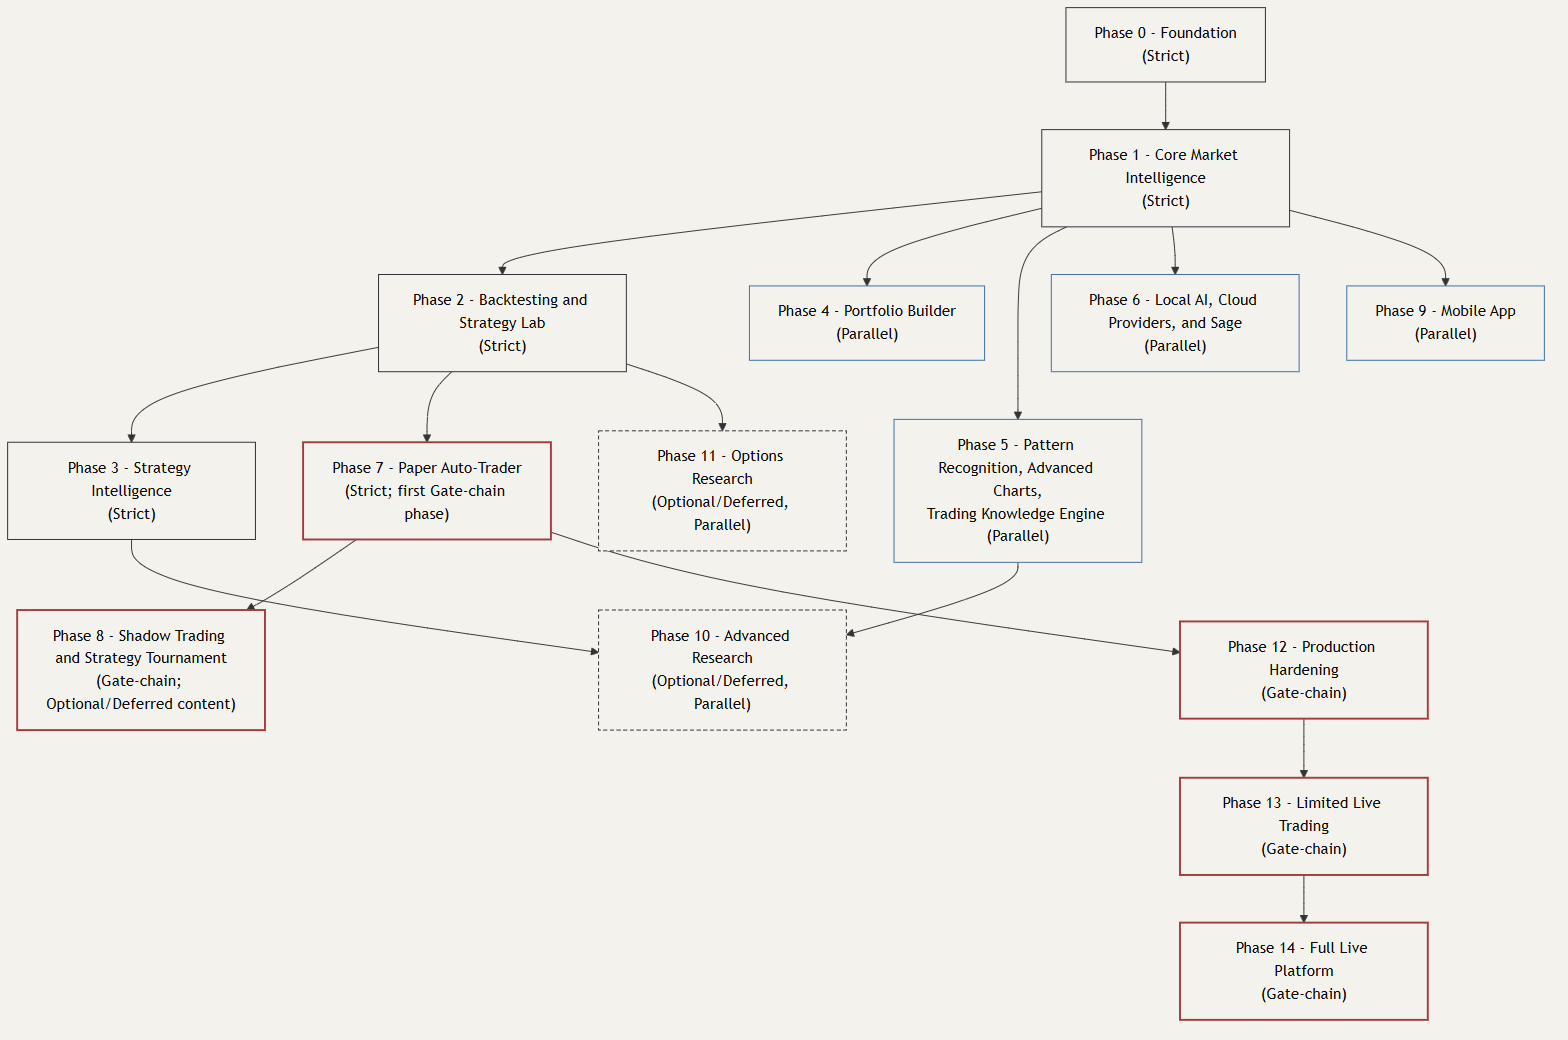 Phase 0 - Foundation
(Strict)
Phase 1 - Core Market
Intelligence
(Strict)
Phase 2 - Backtesting and
Strategy Lab
(Strict)
Phase 4 - Portfolio Builder
(Parallel)
Phase 6 - Local AI, Cloud
Providers, and Sage
(Parallel)
Phase 9 - Mobile App
(Parallel)
Phase 3 - Strategy
Intelligence
(Strict)
Phase 7 - Paper Auto-Trader
(Strict; first Gate-chain
phase)
Phase 11 - Options
Research
(Optional/Deferred,
Parallel)
Phase 5 - Pattern
Recognition, Advanced
Charts,
Trading Knowledge Engine
(Parallel)
Phase 8 - Shadow Trading
and Strategy Tournament
(Gate-chain;
Optional/Deferred content)
Phase 10 - Advanced
Research
(Optional/Deferred,
Parallel)
Phase 12 - Production
Hardening
(Gate-chain)
Phase 13 - Limited Live
Trading
(Gate-chain)
Phase 14 - Full Live
Platform
(Gate-chain)